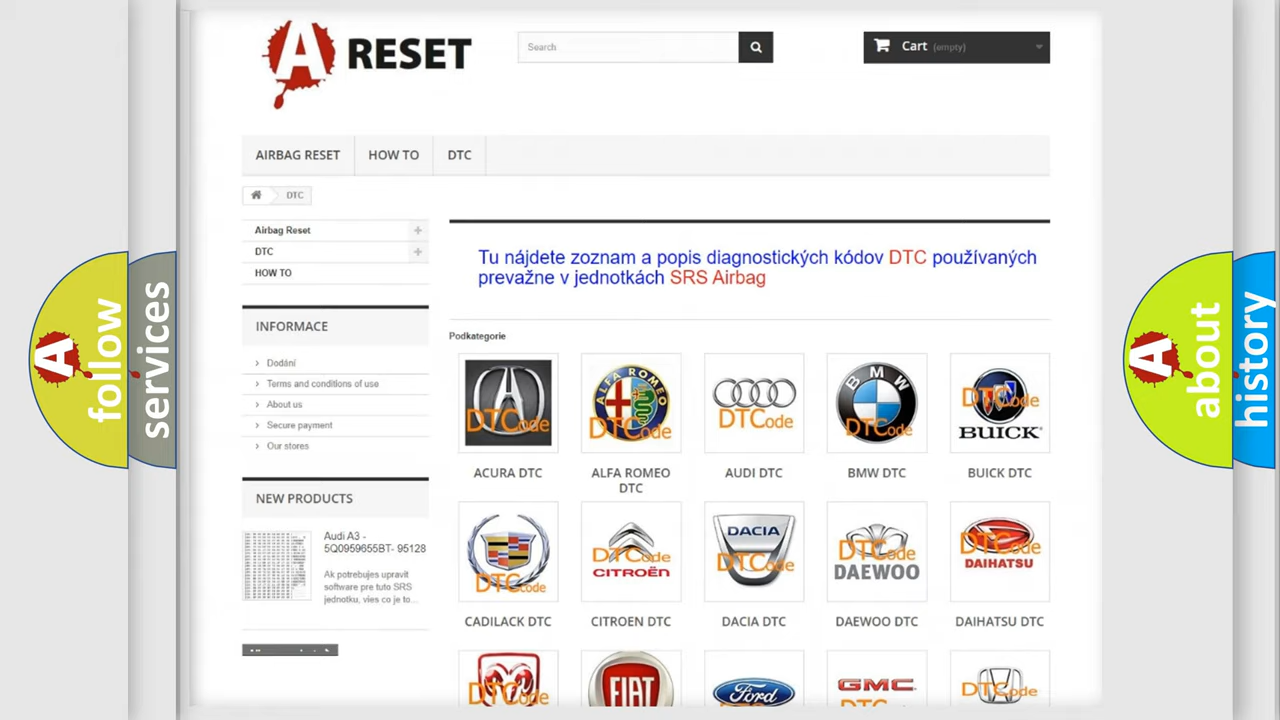 A RESET
Search
Cart (empty)
AIRBAG RESET
HOW TO
DTC
DTC
Airbag Reset
DTC
HOW TO
INFORMACE
Dodání
Terms and conditions of use
About us
Secure payment
Our stores
NEW PRODUCTS
Audi A3 -
5Q0959655BT- 95128
Ak potrebujes upravit
software pre tuto SRS
jednotku, vies co je to...
Tu nájdete zoznam a popis diagnostických kódov DTC používaných
prevažne v jednotkách SRS Airbag
Podkategorie
DTCode
ALFA ROMEO
DTCode
DTCode
BMW
DTCode
DTCode
BUICK
ACURA DTC
ALFA ROMEO
DTC
AUDI DTC
BMW DTC
BUICK DTC
DTCode
DTCode
CITROËN
DACIA
DTCode
DTCode
DAEWOO
DTCode
DAIHATSU
CADILACK DTC
CITROEN DTC
DACIA DTC
DAEWOO DTC
DAIHATSU DTC
DTCode
FIAT
Ford
GMC
DTCode
A follow
services
A about
history